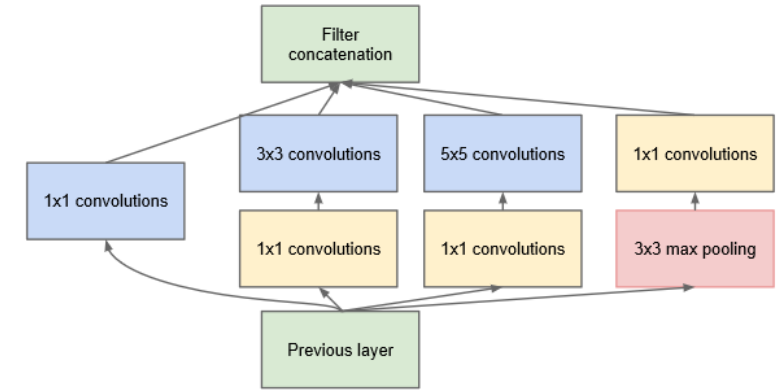 Filter
concatenation
3x3 convolutions
5x5 convolutions
1x1 convolutions
1x1 convolutions
1x1 convolutions
1x1 convolutions
3x3 max pooling
Previous layer